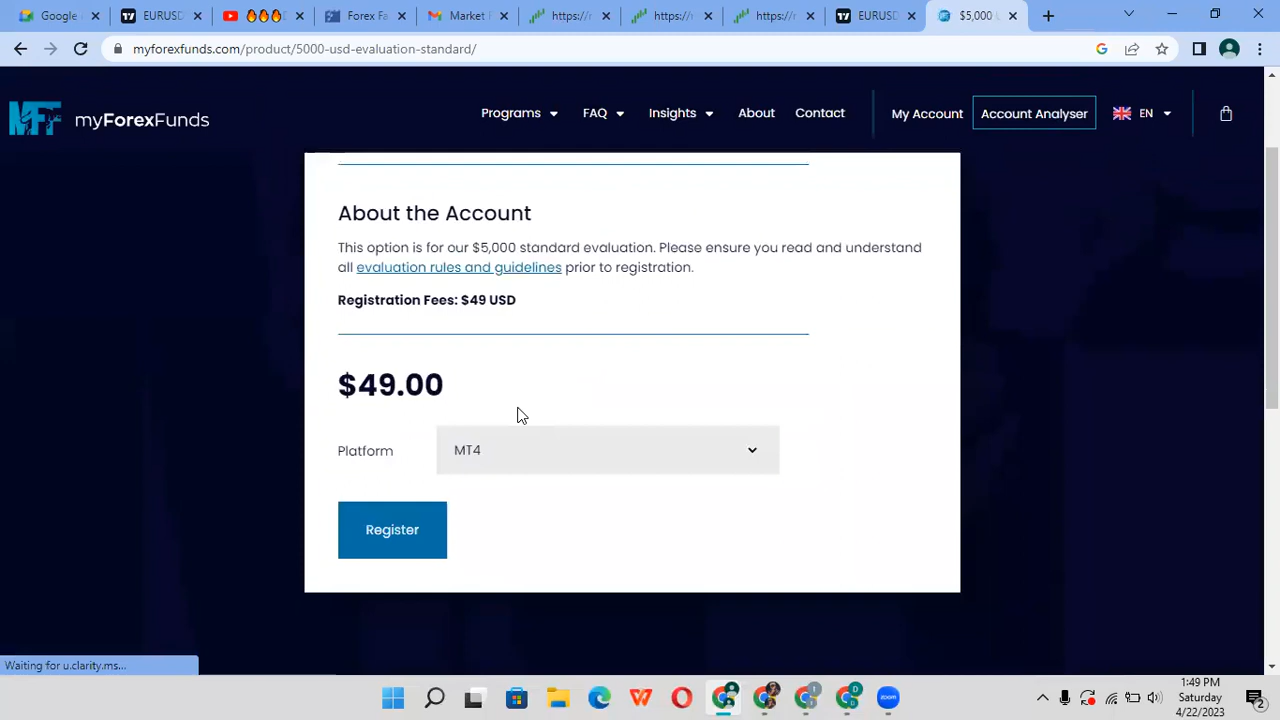 EURUSD
Forex Fa
Market
https://r
https://r
https://r
EURUSD
$5,000 U
myforexfunds.com/product/5000-usd-evaluation-standard/
MFF myForexFunds
Programs FAQ Insights About Contact My Account Account Analyser EN
About the Account
This option is for our $5,000 standard evaluation. Please ensure you read and understand
all evaluation rules and guidelines prior to registration.
Registration Fees: $49 USD
$49.00
Platform MT4
Register
Waiting for u.clarity.ms...
1:49 PM
Saturday
4/22/2023